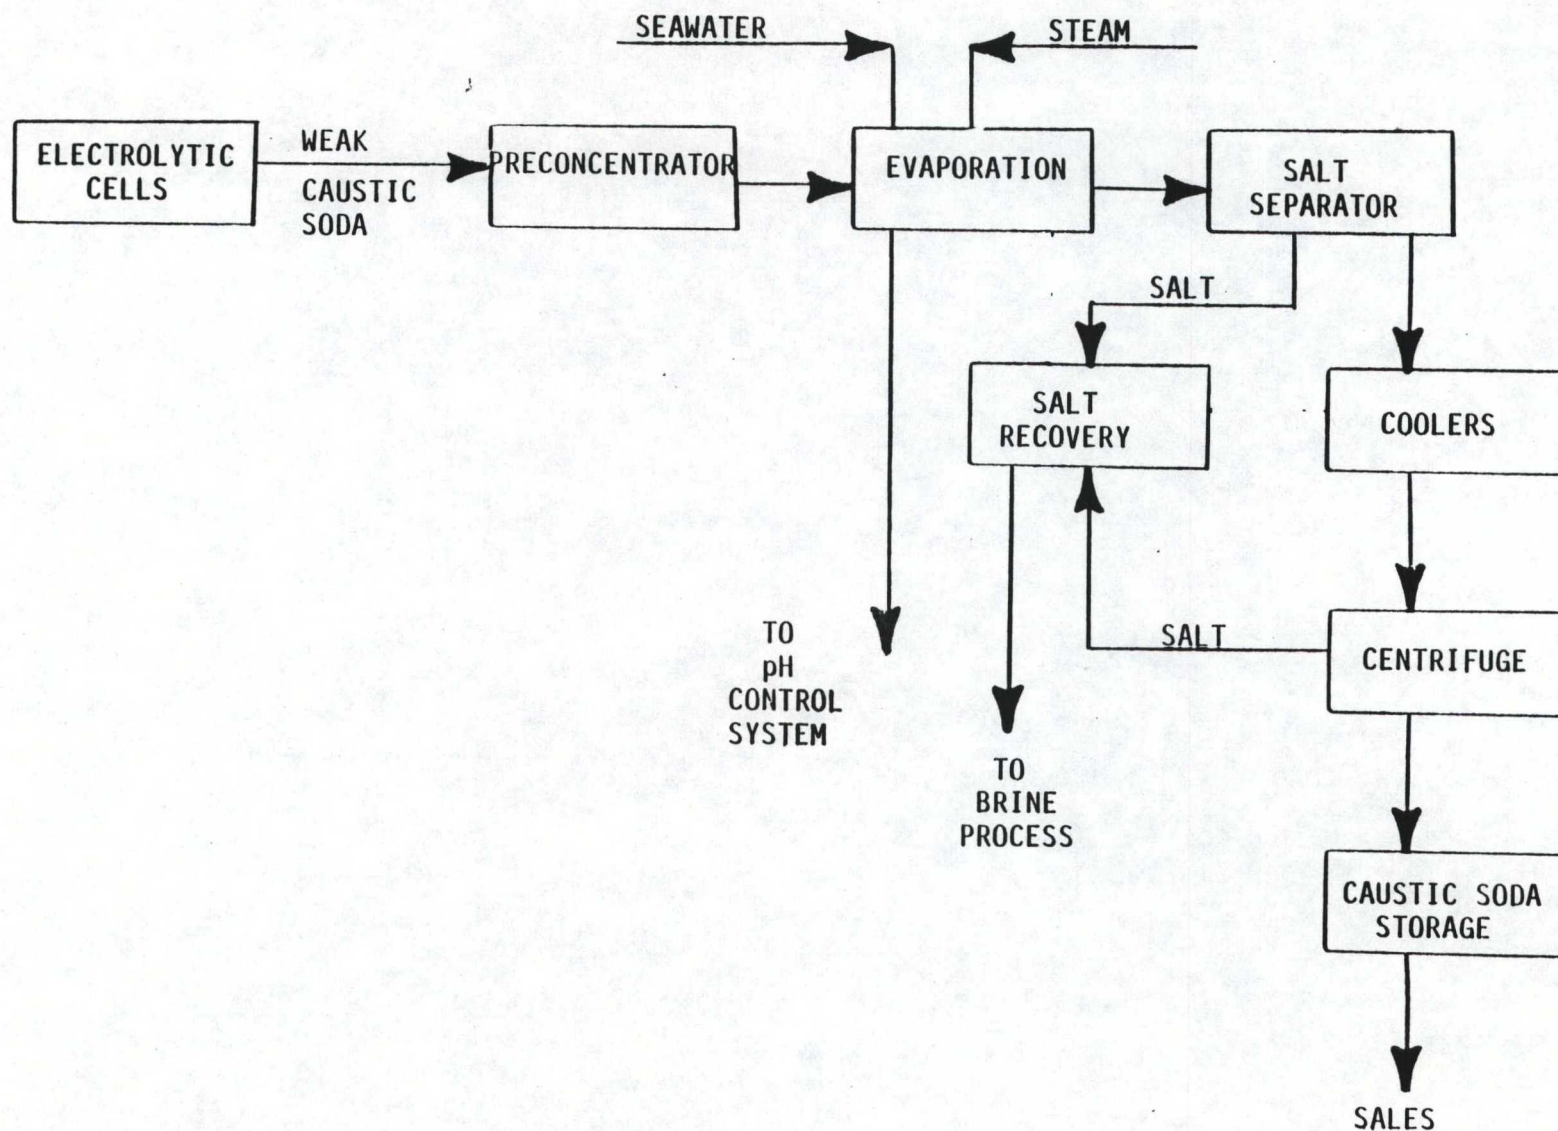 SEAWATER
STEAM
ELECTROLYTIC
CELLS
WEAK
CAUSTIC
SODA
PRECONCENTRATOR
EVAPORATION
SALT
SEPARATOR
SALT
SALT
RECOVERY
COOLERS
TO
pH
CONTROL
SYSTEM
SALT
CENTRIFUGE
TO
BRINE
PROCESS
CAUSTIC SODA
STORAGE
SALES